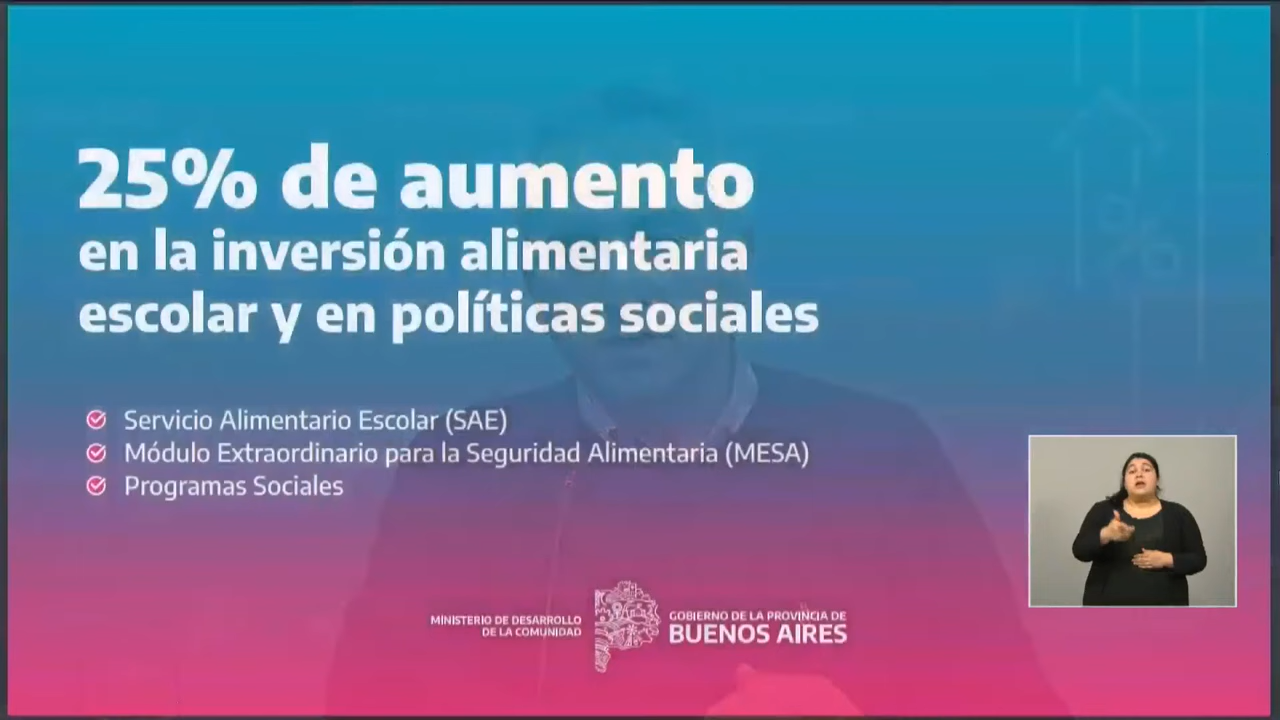 25% de aumento
en la inversión alimentaria
escolar y en políticas sociales
Servicio Alimentario Escolar (SAE)
Módulo Extraordinario para la Seguridad Alimentaria (MESA)
Programas Sociales
MINISTERIO DE DESARROLLO
DE LA COMUNIDAD
GOBIERNO DE LA PROVINCIA DE
BUENOS AIRES